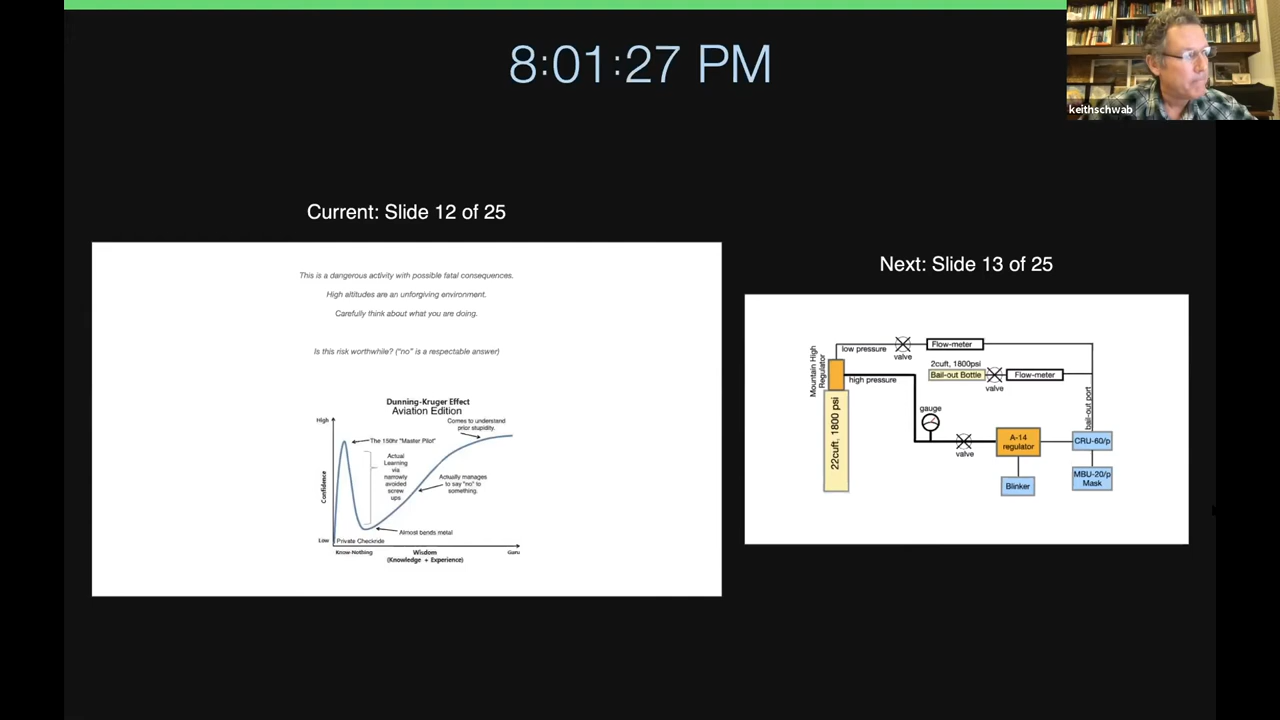 8:01:27 PM
keithschwab
Current: Slide 12 of 25
This is a dangerous activity with possible fatal consequences.
High altitudes are an unforgiving environment.
Carefully think about what you are doing.
Is this risk worthwhile? ("no" is a respectable answer)
Dunning-Kruger Effect
Aviation Edition
High
Comes to understand
prior stupidity.
The 150hr "Master Pilot"
Actual
Learning
via
narrowly
avoided
screw
ups
Actually manages
to say "no" to
something.
Confidence
Almost bends metal
Low
Private Checkride
Know-Nothing
Wisdom
(Knowledge + Experience)
Guru
Next: Slide 13 of 25
Mountain High
Regulator
low pressure
valve
Flow-meter
2cuft, 1800psi
Bail-out Bottle
valve
Flow-meter
high pressure
bail-out port
22cuft, 1800 psi
gauge
valve
A-14
regulator
CRU-60/p
Blinker
MBU-20/p
Mask